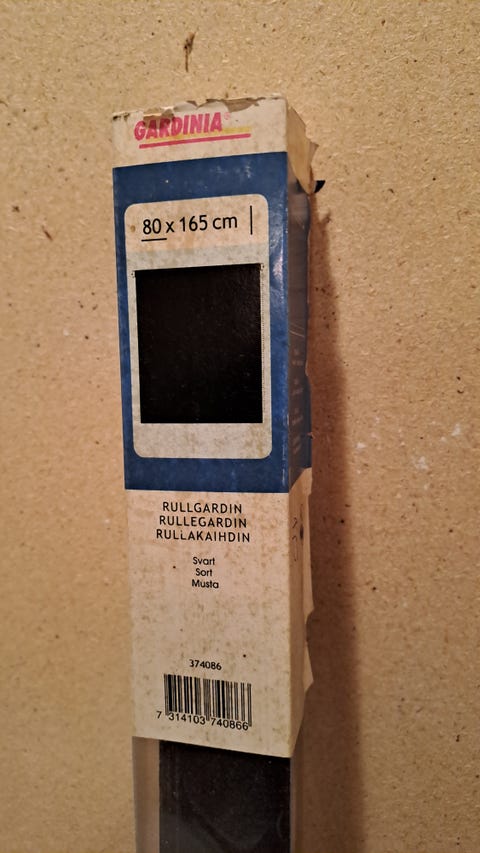 GARDINIA®
80 x 165 cm
RULLGARDIN
RULLEGARDIN
RULLAKAIHDIN
Svart
Sort
Musta
374086
7 314103 740866